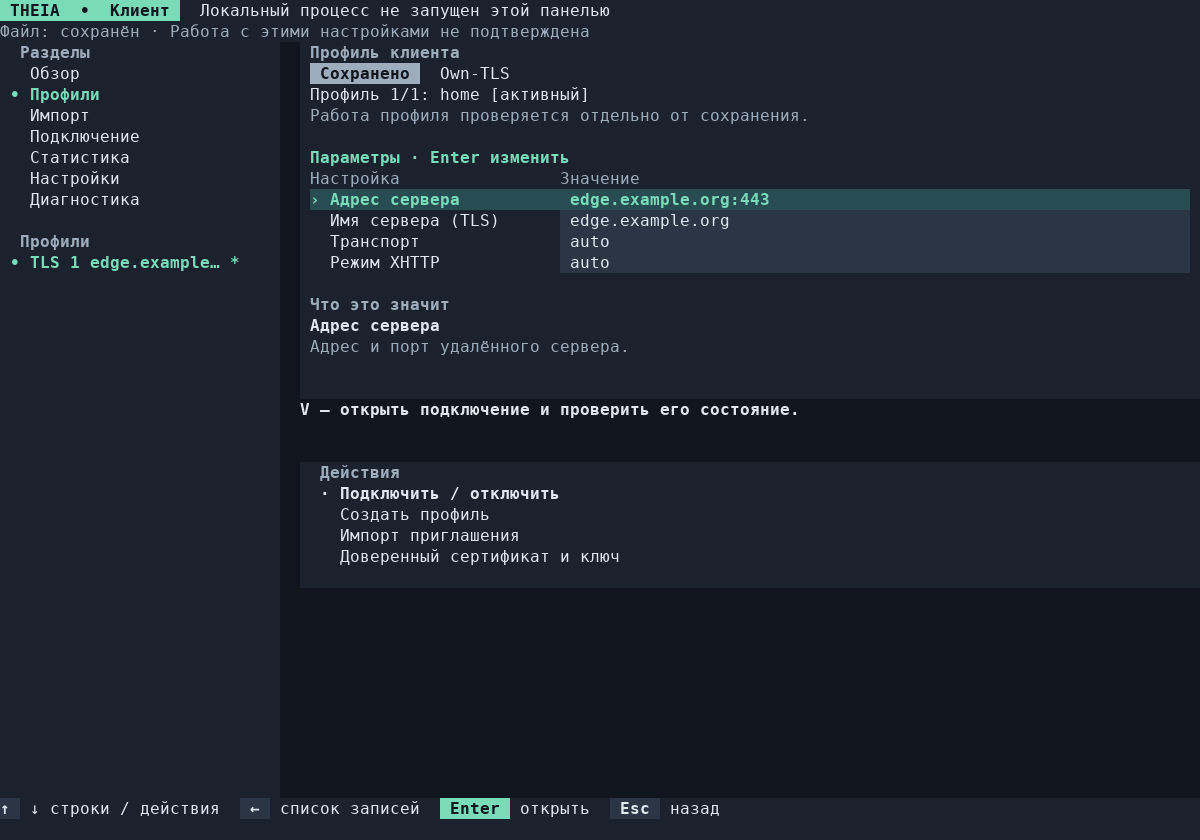 THEIA • Клиент Локальный процесс не запущен этой панелью
Файл: сохранён · Работа с этими настройками не подтверждена
Разделы
Обзор
• Профили
Импорт
Подключение
Статистика
Настройки
Диагностика
Профили
• TLS 1 edge.example… *
Профиль клиента
Сохранено Own-TLS
Профиль 1/1: home [активный]
Работа профиля проверяется отдельно от сохранения.
Параметры · Enter изменить
Настройка Значение
› Адрес сервера edge.example.org:443
Имя сервера (TLS) edge.example.org
Транспорт auto
Режим XHTTP auto
Что это значит
Адрес сервера
Адрес и порт удалённого сервера.
V — открыть подключение и проверить его состояние.
Действия
· Подключить / отключить
Создать профиль
Импорт приглашения
Доверенный сертификат и ключ
↑ ↓ строки / действия ← список записей Enter открыть Esc назад